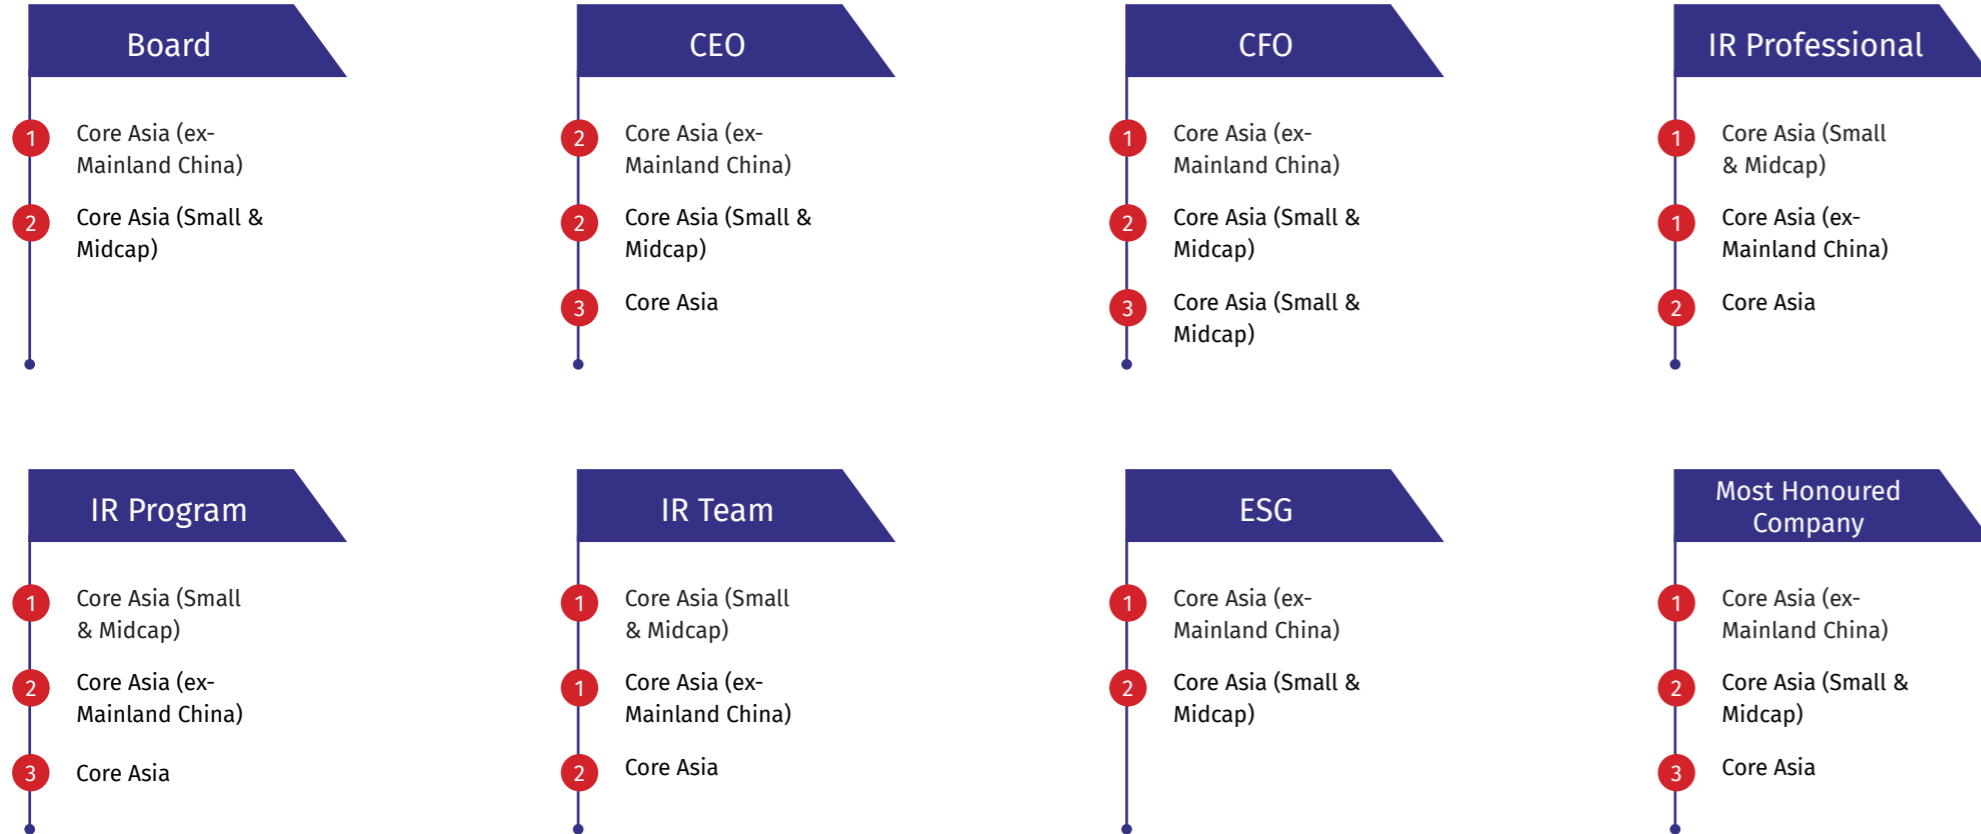 Board
1
Core Asia (ex-
Mainland China)
2
Core Asia (Small &
Midcap)
CEO
2
Core Asia (ex-
Mainland China)
2
Core Asia (Small &
Midcap)
3
Core Asia
CFO
1
Core Asia (ex-
Mainland China)
2
Core Asia (Small &
Midcap)
3
Core Asia (Small &
Midcap)
IR Professional
1
Core Asia (Small
& Midcap)
1
Core Asia (ex-
Mainland China)
2
Core Asia
IR Program
1
Core Asia (Small
& Midcap)
2
Core Asia (ex-
Mainland China)
3
Core Asia
IR Team
1
Core Asia (Small
& Midcap)
1
Core Asia (ex-
Mainland China)
2
Core Asia
ESG
1
Core Asia (ex-
Mainland China)
2
Core Asia (Small &
Midcap)
Most Honoured
Company
1
Core Asia (ex-
Mainland China)
2
Core Asia (Small &
Midcap)
3
Core Asia